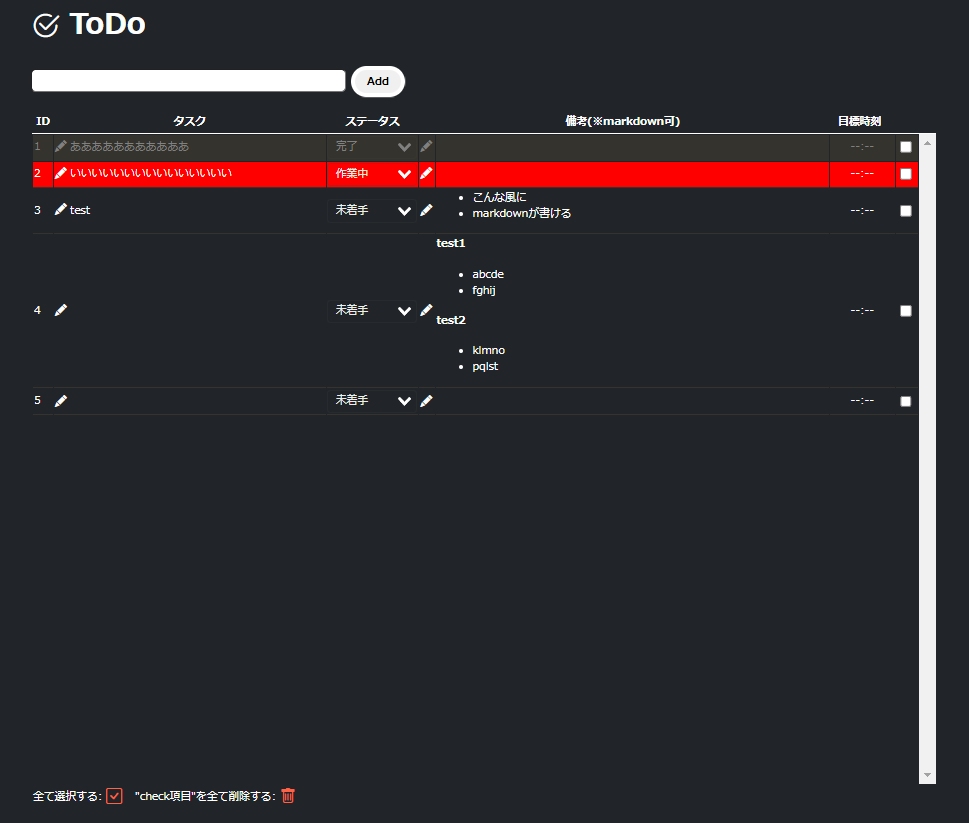 ToDo
Add
ID タスク ステータス 備考(※markdown可) 目標時刻
1 あああああああああああ 完了 --:--
2 いいいいいいいいいいいいいいい 作業中 --:--
こんな風に
3 test 未着手 markdownが書ける --:--
test1
abcde
fghij
4 未着手 --:--
test2
klmno
pqlst
5 未着手 --:--
全て選択する: "check項目"を全て削除する: